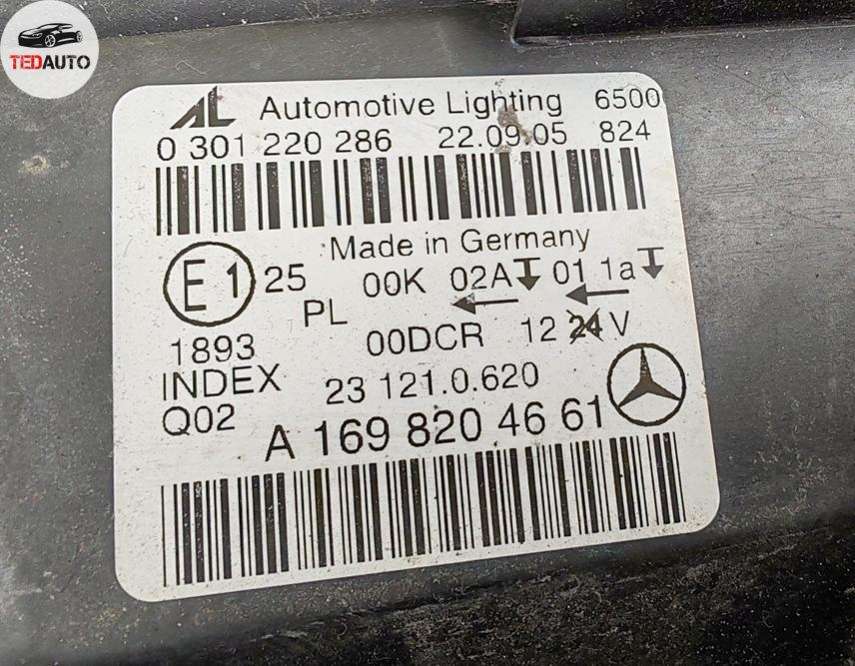 TEDAUTO
AL Automotive Lighting 6500
0 301 220 286 22.09.05 824
Made in Germany
E1 25 00K 02A 01 1a
PL
1893 00DCR 12 24 V
INDEX 23 121.0.620
Q02 A 169 820 46 61